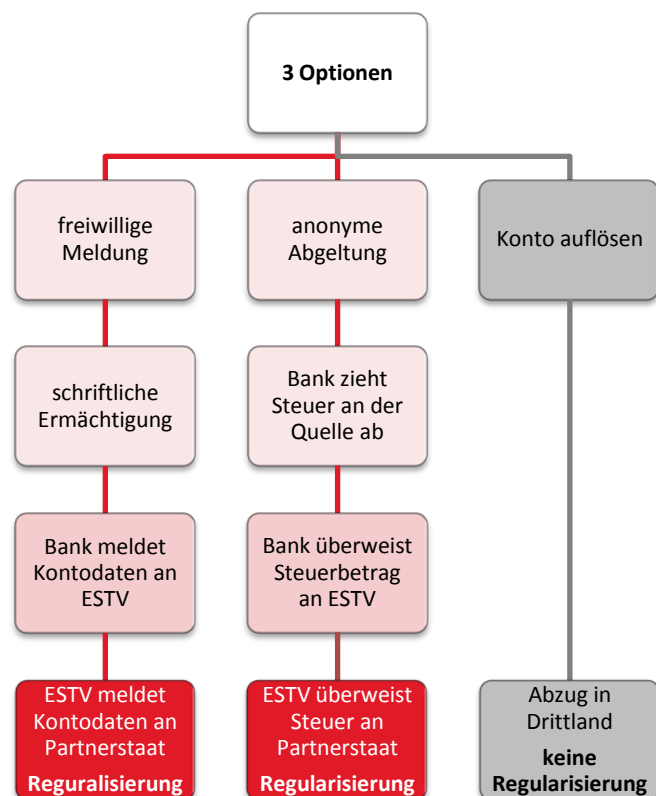 3 Optionen
freiwillige
Meldung
schriftliche
Ermächtigung
Bank meldet
Kontodaten an
ESTV
ESTV meldet
Kontodaten an
Partnerstaat
Reguralisierung
anonyme
Abgeltung
Bank zieht
Steuer an der
Quelle ab
Bank überweist
Steuerbetrag
an ESTV
ESTV überweist
Steuer an
Partnerstaat
Regularisierung
Konto auflösen
Abzug in
Drittland
keine
Regularisierung